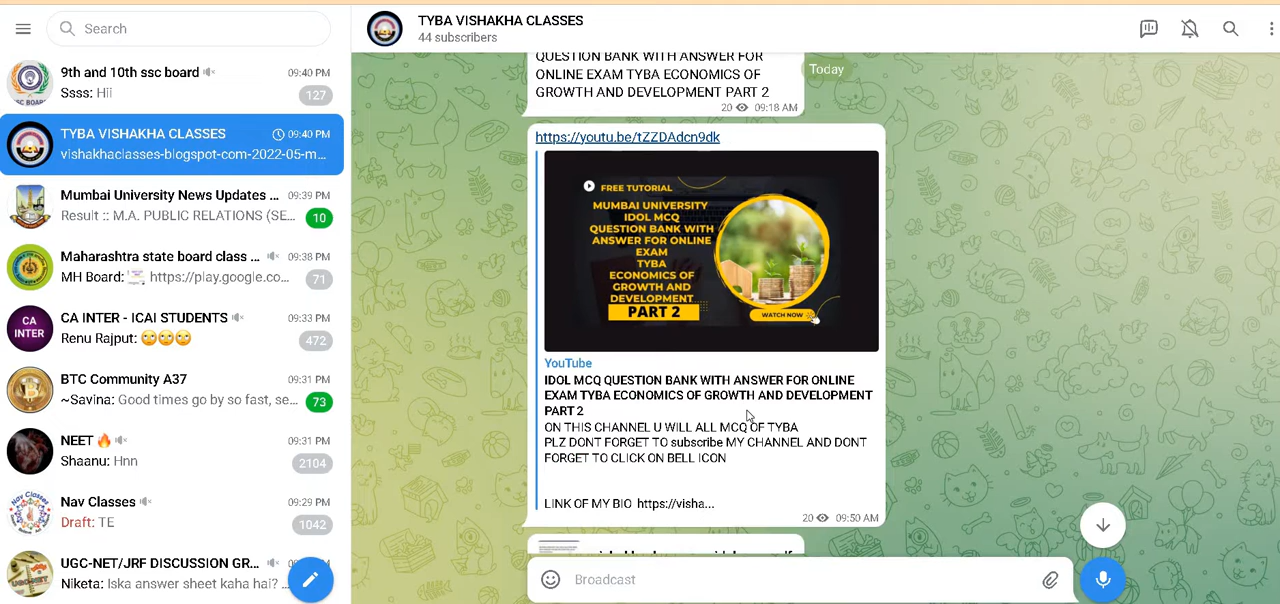 Search
9th and 10th ssc board
09:40 PM
Ssss: Hii
127
TYBA VISHAKHA CLASSES
09:40 PM
vishakhaclasses-blogspot-com-2022-05-m...
Mumbai University News Updates ...
09:39 PM
Result :: M.A. PUBLIC RELATIONS (SE...
10
Maharashtra state board class ...
09:38 PM
MH Board: https://play.google.co...
71
CA INTER
CA INTER - ICAI STUDENTS
09:33 PM
Renu Rajput: 🙄🙄🙄
472
BTC Community A37
09:31 PM
~Savina: Good times go by so fast, se...
73
NEET 🔥
09:31 PM
Shaanu: Hnn
2104
Nav Classes
09:29 PM
Draft: TE
1042
UGC-NET/JRF DISCUSSION GR...
09:30 PM
Niketa: Iska answer sheet kaha hai? ...
TYBA VISHAKHA CLASSES
44 subscribers
Today
QUESTION BANK WITH ANSWER FOR
ONLINE EXAM TYBA ECONOMICS OF
GROWTH AND DEVELOPMENT PART 2
20 09:18 AM
https://youtu.be/tZZDAdcn9dk
FREE TUTORIAL
MUMBAI UNIVERSITY
IDOL MCQ
QUESTION BANK WITH
ANSWER FOR ONLINE
EXAM
TYBA
ECONOMICS OF
GROWTH AND
DEVELOPMENT
PART 2
WATCH NOW
YouTube
IDOL MCQ QUESTION BANK WITH ANSWER FOR ONLINE
EXAM TYBA ECONOMICS OF GROWTH AND DEVELOPMENT
PART 2
ON THIS CHANNEL U WILL ALL MCQ OF TYBA
PLZ DONT FORGET TO subscribe MY CHANNEL AND DONT
FORGET TO CLICK ON BELL ICON
LINK OF MY BIO https://visha...
20 09:50 AM
Broadcast